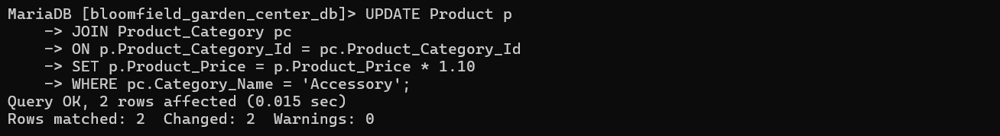 MariaDB [bloomfield_garden_center_db]> UPDATE Product p
    -> JOIN Product_Category pc
    -> ON p.Product_Category_Id = pc.Product_Category_Id
    -> SET p.Product_Price = p.Product_Price * 1.10
    -> WHERE pc.Category_Name = 'Accessory';
Query OK, 2 rows affected (0.015 sec)
Rows matched: 2  Changed: 2  Warnings: 0